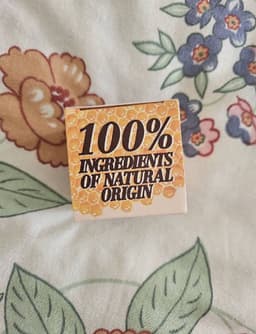 100%
INGREDIENTS
OF NATURAL
ORIGIN